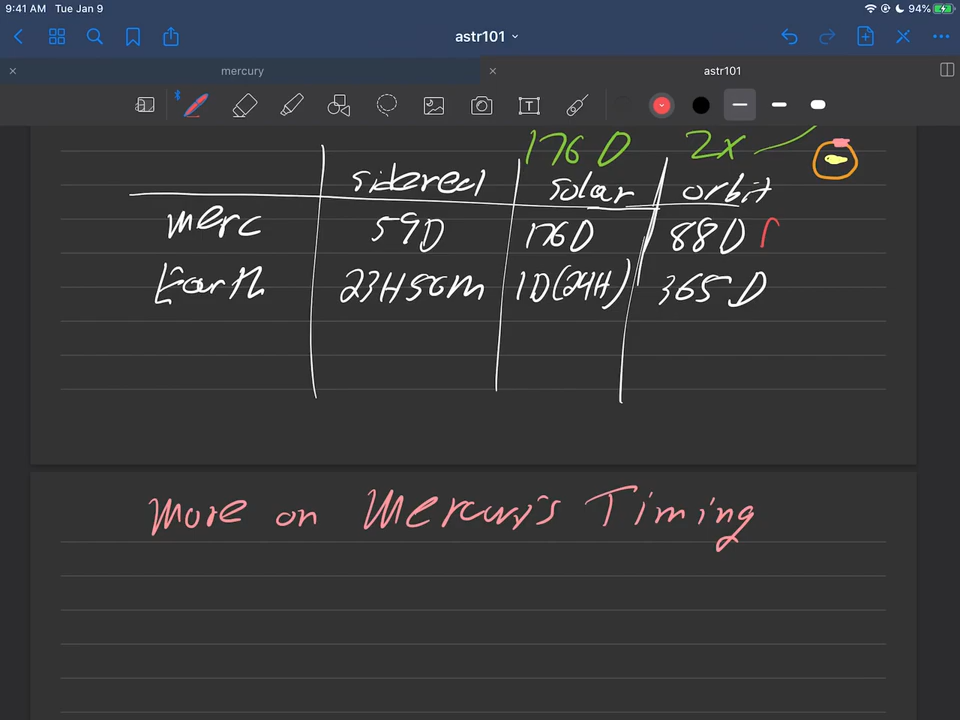 9:41 AM Tue Jan 9
94%
astr101
mercury
astr101
T
176 D 2x
sidereal solar orbit
merc 59D 176D 88D
Earth 23H56M 1D(24H) 365 D
More on Mercury's Timing